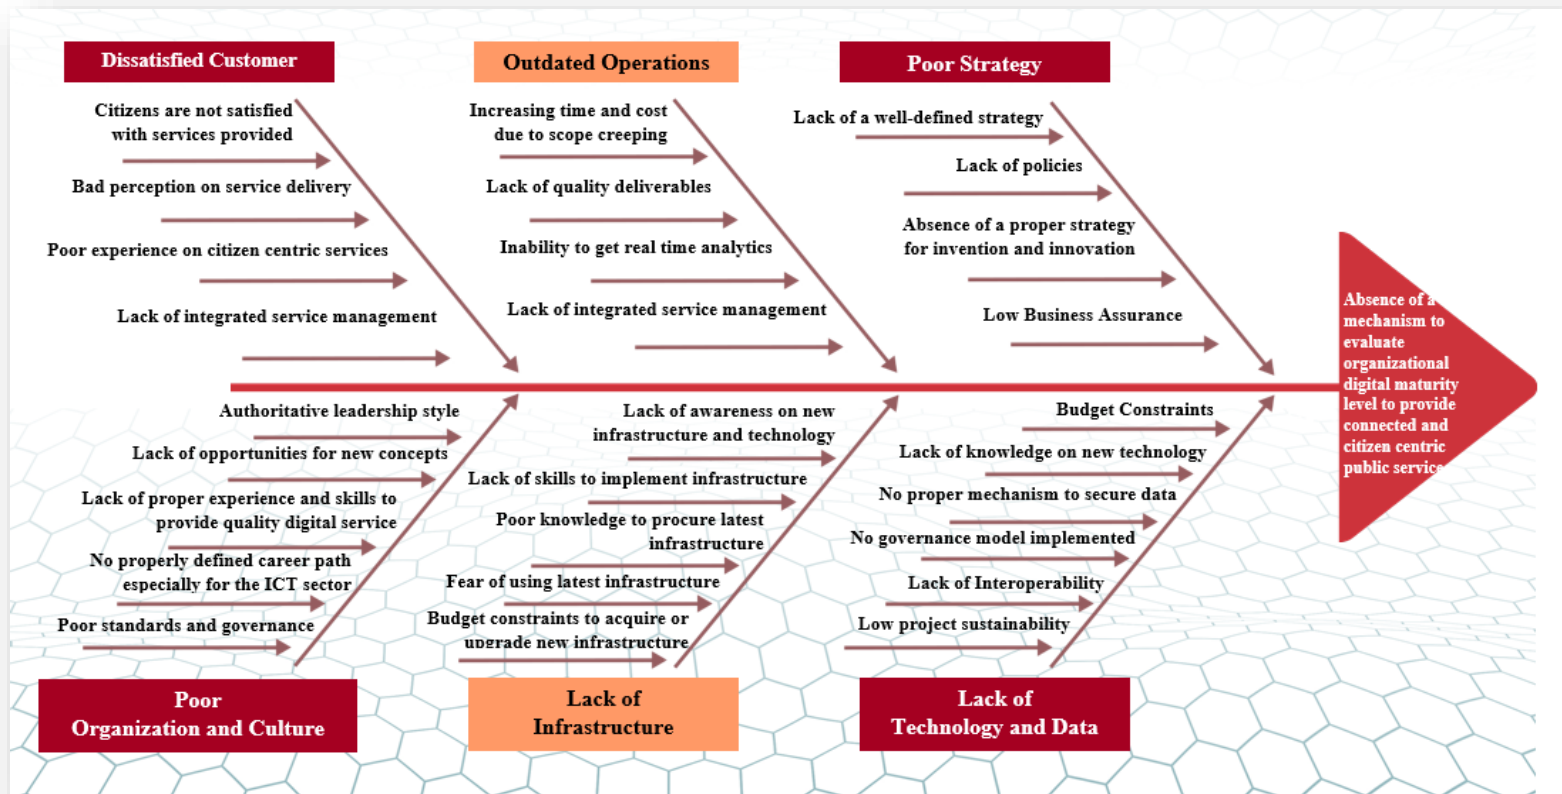 Dissatisfied Customer
Citizens are not satisfied
with services provided
Bad perception on service delivery
Poor experience on citizen centric services
Lack of integrated service management
Outdated Operations
Increasing time and cost
due to scope creeping
Lack of quality deliverables
Inability to get real time analytics
Lack of integrated service management
Poor Strategy
Lack of a well-defined strategy
Lack of policies
Absence of a proper strategy
for invention and innovation
Low Business Assurance
Absence of a
mechanism to
evaluate
organizational
digital maturity
level to provide
connected and
citizen centric
public service
Authoritative leadership style
Lack of opportunities for new concepts
Lack of proper experience and skills to
provide quality digital service
No properly defined career path
especially for the ICT sector
Poor standards and governance
Poor
Organization and Culture
Lack of awareness on new
infrastructure and technology
Lack of skills to implement infrastructure
Poor knowledge to procure latest
infrastructure
Fear of using latest infrastructure
Budget constraints to acquire or
upgrade new infrastructure
Lack of
Infrastructure
Budget Constraints
Lack of knowledge on new technology
No proper mechanism to secure data
No governance model implemented
Lack of Interoperability
Low project sustainability
Lack of
Technology and Data